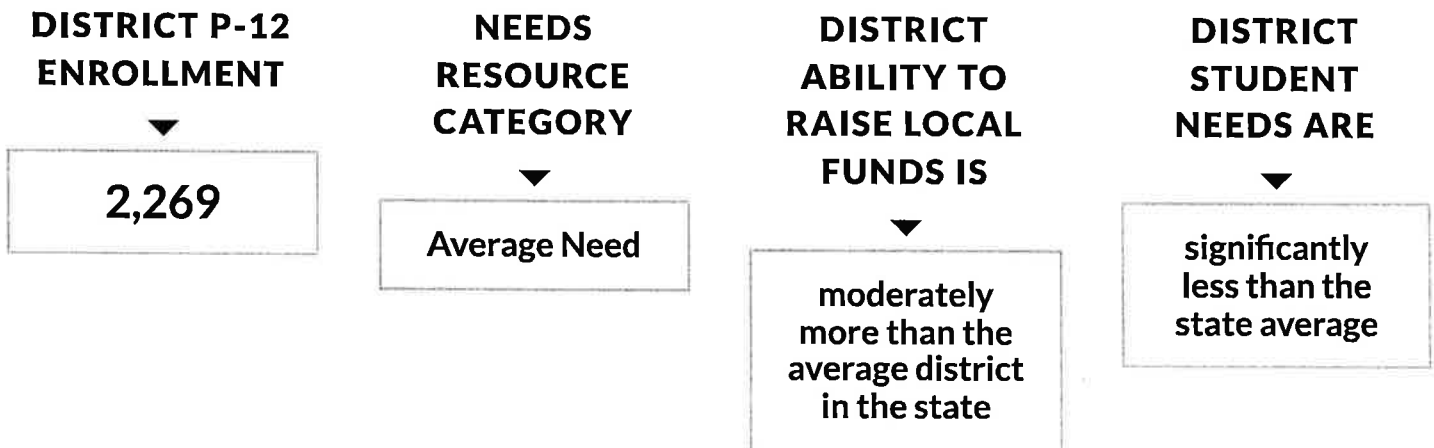 DISTRICT P-12
ENROLLMENT
2,269
NEEDS
RESOURCE
CATEGORY
Average Need
DISTRICT
ABILITY TO
RAISE LOCAL
FUNDS IS
moderately
more than the
average district
in the state
DISTRICT
STUDENT
NEEDS ARE
significantly
less than the
state average